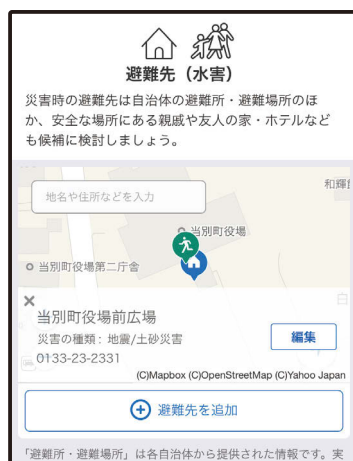 避難先（水害）
災害時の避難先は自治体の避難所・避難場所のほ
か、安全な場所にある親戚や友人の家・ホテルなど
も候補に検討しましょう。
地名や住所などを入力
和輝
当別町役場
当別町役場第二庁舎
当別町役場前広場
災害の種類：地震/土砂災害
0133-23-2331
編集
(C)Mapbox (C)OpenStreetMap (C)Yahoo Japan
避難先を追加
「避難所・避難場所」は各自治体から提供された情報です。実